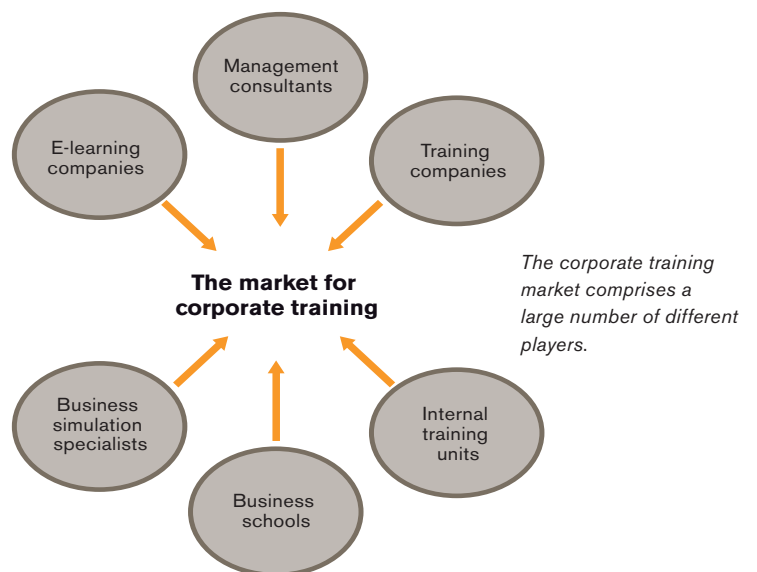 Management
consultants
E-learning
companies
Training
companies
The market for
corporate training
The corporate training
market comprises a
large number of different
players.
Business
simulation
specialists
Internal
training
units
Business
schools